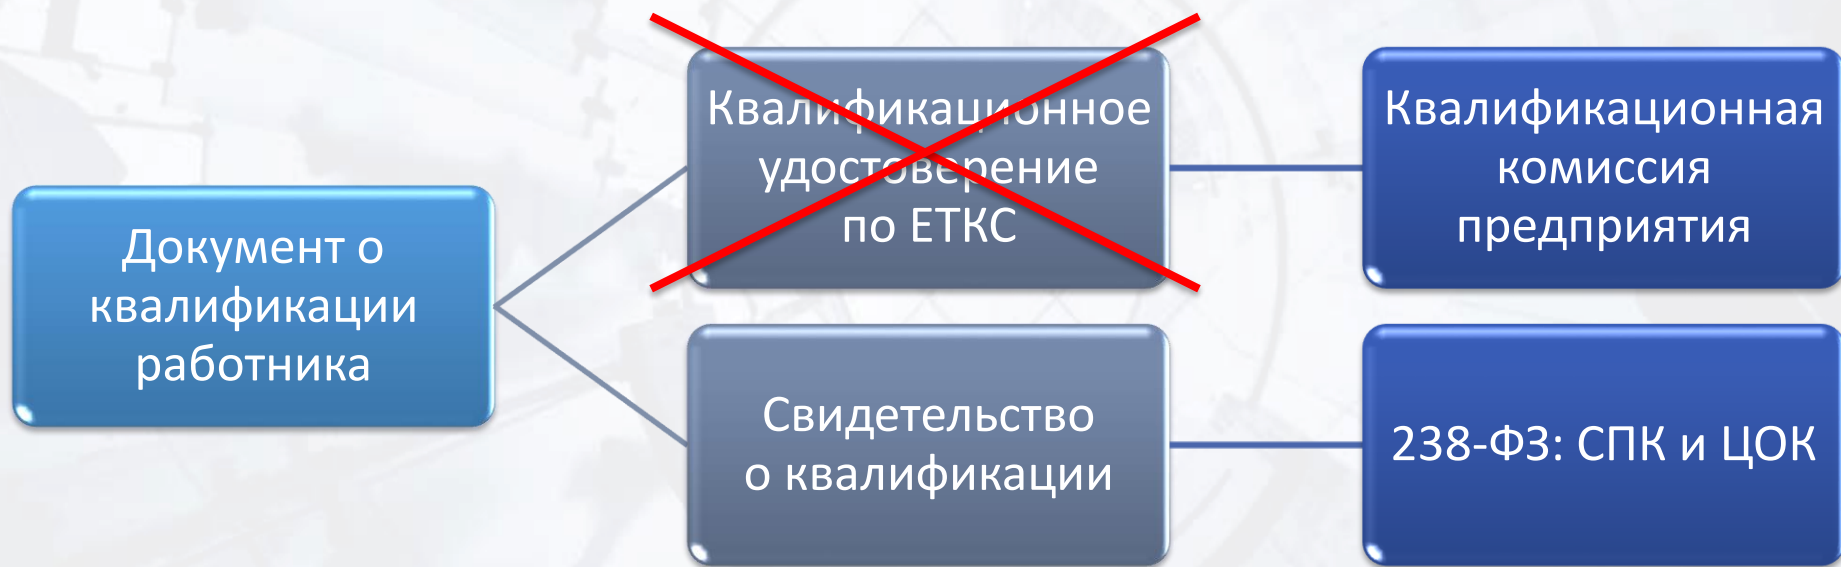 Документ о
квалификации
работника
Квалификационное
удостоверение
по ЕТКС
Квалификационная
комиссия
предприятия
Свидетельство
о квалификации
238-ФЗ: СПК и ЦОК